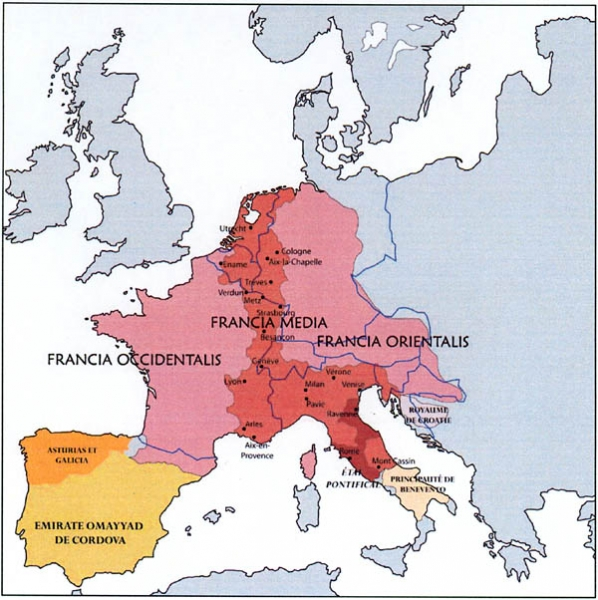 Utrecht
Cologne
Aix-la-Chapelle
Ename
Trèves
Verdun
Metz
Strasbourg
FRANCIA MEDIA
Besançon
FRANCIA ORIENTALIS
FRANCIA OCCIDENTALIS
Genève
Lyon
Milan
Vérone
Venise
Pavie
Ravenne
ROYAUME
DE CROATIE
Arles
Aix-en-
Provence
Rome
Mont Cassin
ÉTAT
PONTIFICAL
PRINCIPAUTÉ DE
BENEVENTO
ASTURIAS ET
GALICIA
EMIRATE OMAYYAD
DE CORDOVA